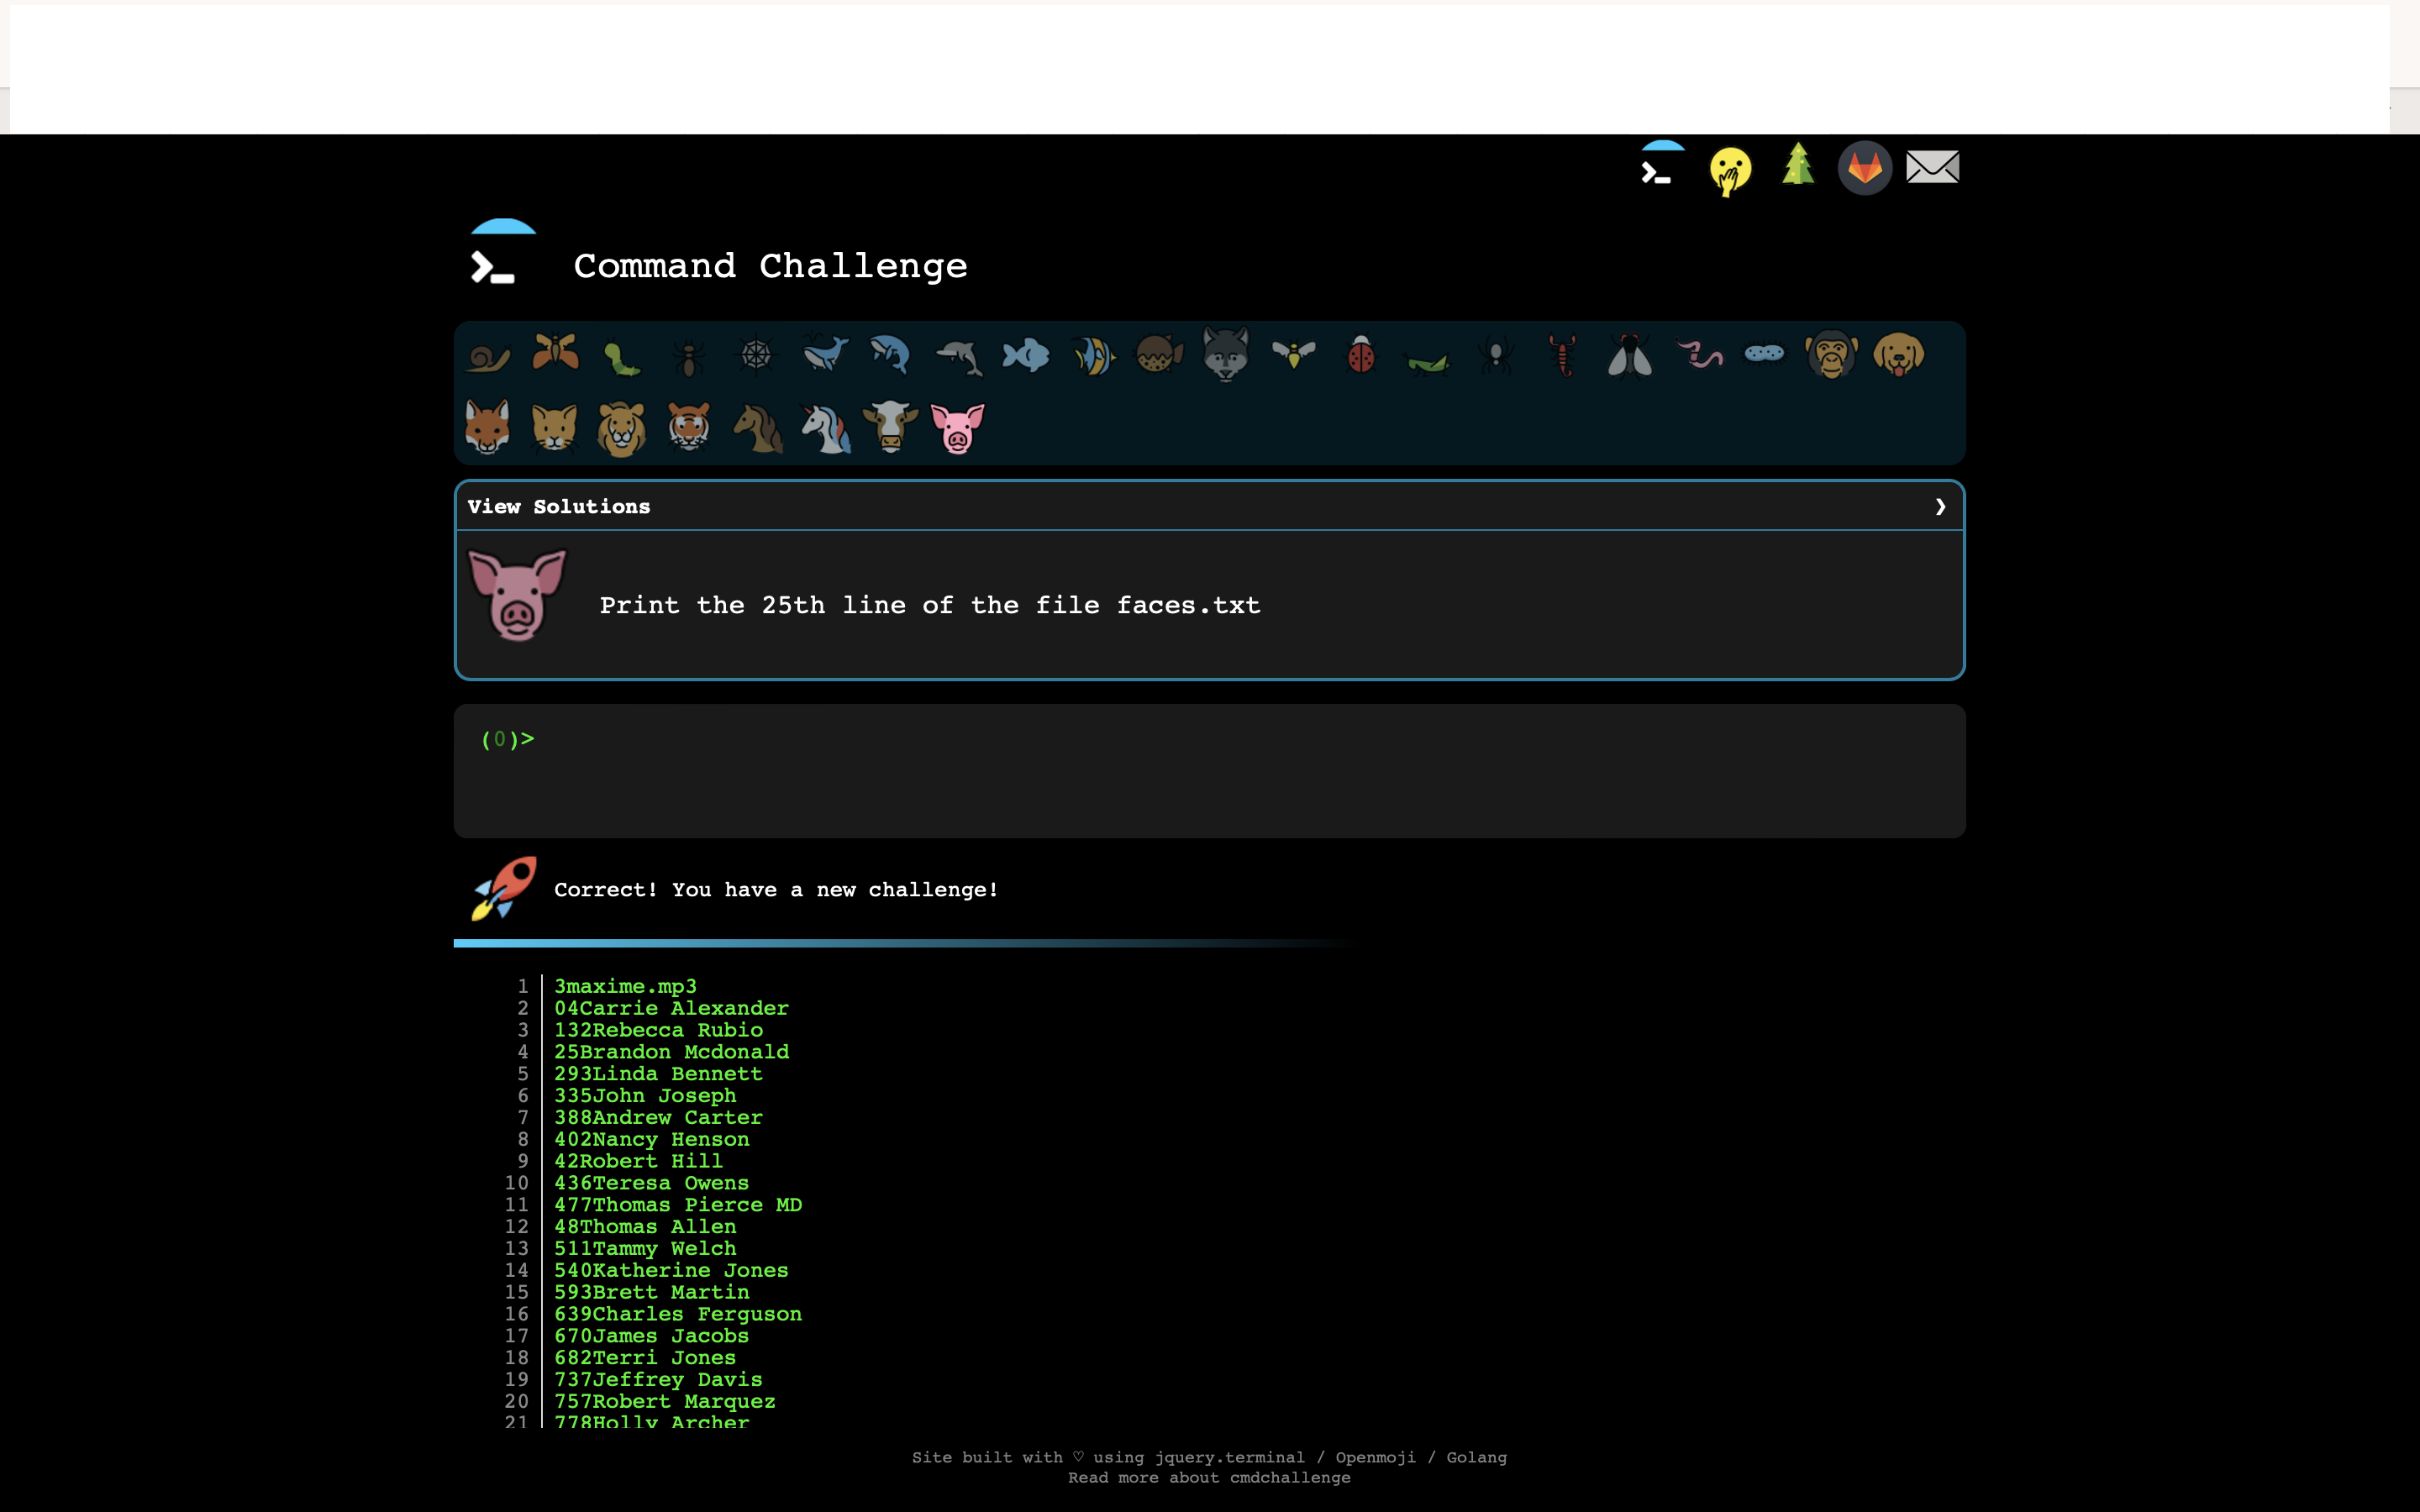 Command Challenge
View Solutions ❯
Print the 25th line of the file faces.txt
(0)>
Correct! You have a new challenge!
1 3maxime.mp3
2 04Carrie Alexander
3 132Rebecca Rubio
4 25Brandon Mcdonald
5 293Linda Bennett
6 335John Joseph
7 388Andrew Carter
8 402Nancy Henson
9 42Robert Hill
10 436Teresa Owens
11 477Thomas Pierce MD
12 48Thomas Allen
13 511Tammy Welch
14 540Katherine Jones
15 593Brett Martin
16 639Charles Ferguson
17 670James Jacobs
18 682Terri Jones
19 737Jeffrey Davis
20 757Robert Marquez
21 778Holly Archer
Site built with ♡ using jquery.terminal / Openmoji / Golang
Read more about cmdchallenge